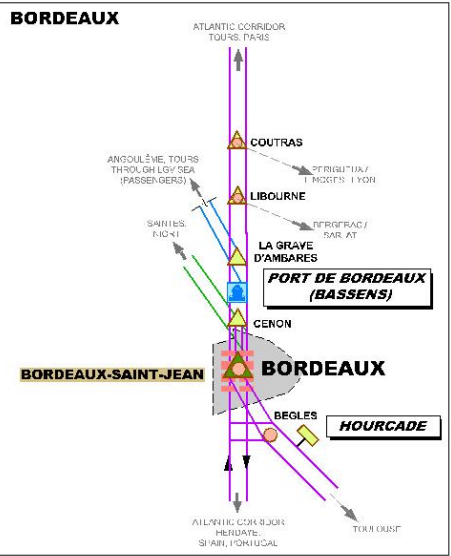 BORDEAUX
ATLANTIC CORRIDOR
TOURS, PARIS
COUTRAS
ANGOULÊME, TOURS
THROUGH LGV SEA
(PASSENGERS)
PERIGUEUX /
LIMOGES, LYON
LIBOURNE
SAINTES,
NIORT
BERGERAC /
SARLAT
LA GRAVE
D'AMBARES
PORT DE BORDEAUX
(BASSENS)
CENON
BORDEAUX-SAINT-JEAN
BORDEAUX
BEGLES
HOURCADE
ATLANTIC CORRIDOR
HENDAYE,
SPAIN, PORTUGAL
TOULOUSE